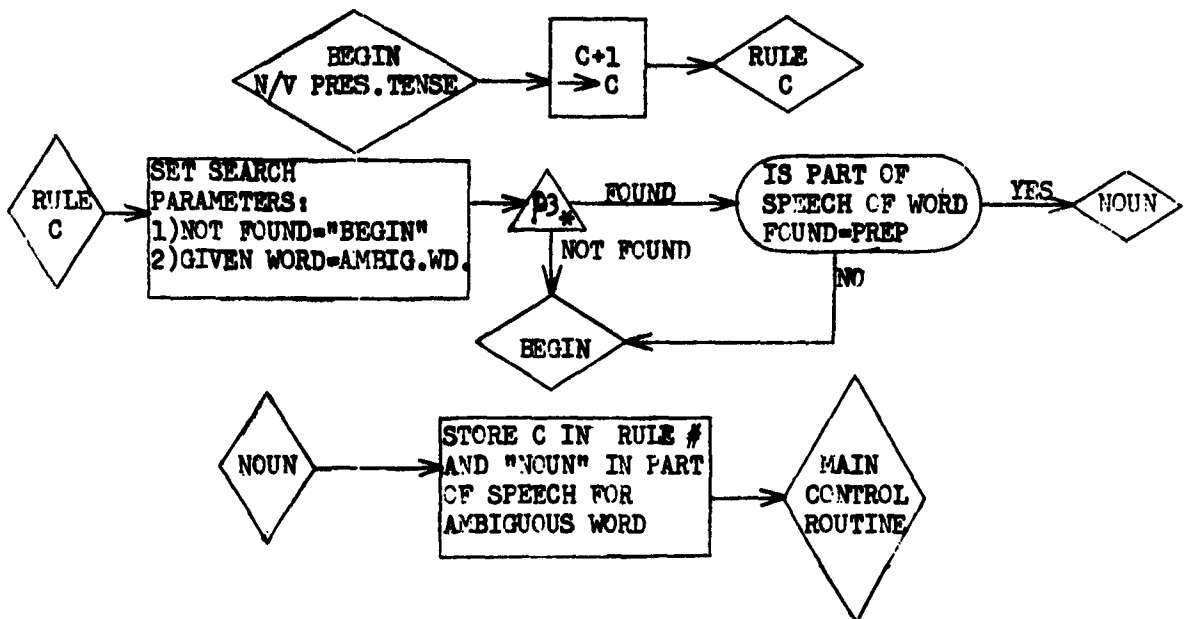 BEGIN
N/V PRES.TENSE
C+1
→C
RULE
C
RULE
C
SET SEARCH
PARAMETERS:
1)NOT FOUND="BEGIN"
2)GIVEN WORD=AMBIG.WD.
p3#
FOUND
NOT FOUND
IS PART OF
SPEECH OF WORD
FOUND=PREP
YES
NOUN
NO
BEGIN
NOUN
STORE C IN RULE #
AND "NOUN" IN PART
OF SPEECH FOR
AMBIGUOUS WORD
MAIN
CONTROL
ROUTINE